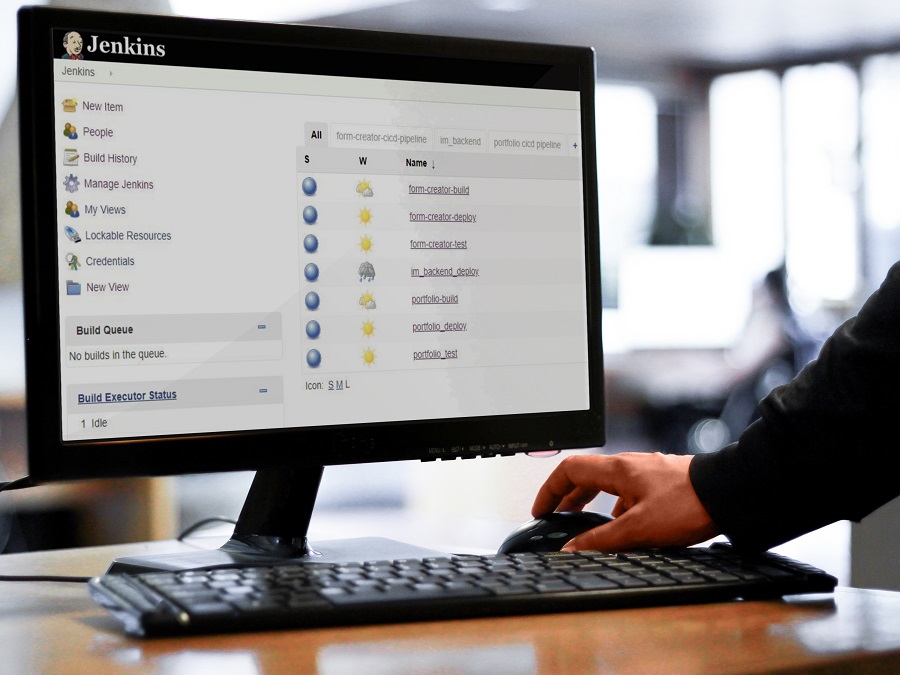 Jenkins
Jenkins ›
New Item
People
Build History
Manage Jenkins
My Views
Lockable Resources
Credentials
New View
Build Queue
No builds in the queue.
Build Executor Status
1 Idle
All form-creator-cicd-pipeline im_backend portfolio cicd pipeline +
S W Name ↓
form-creator-build
form-creator-deploy
form-creator-test
im_backend_deploy
portfolio-build
portfolio_deploy
portfolio_test
Icon: S M L